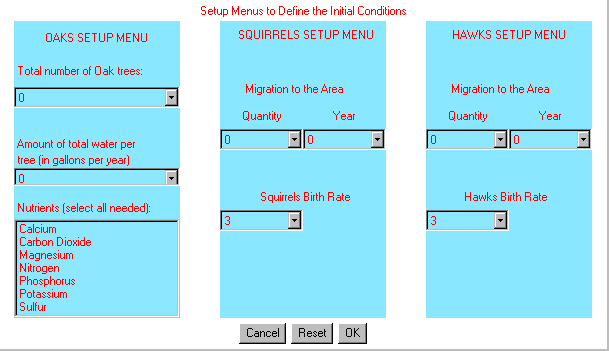 Setup Menus to Define the Initial Conditions
OAKS SETUP MENU
Total number of Oak trees:
0
Amount of total water per
tree (in gallons per year)
0
Nutrients (select all needed):
Calcium
Carbon Dioxide
Magnesium
Nitrogen
Phosphorus
Potassium
Sulfur
SQUIRRELS SETUP MENU
Migration to the Area
Quantity Year
0 0
Squirrels Birth Rate
3
HAWKS SETUP MENU
Migration to the Area
Quantity Year
0 0
Hawks Birth Rate
3
Cancel Reset OK